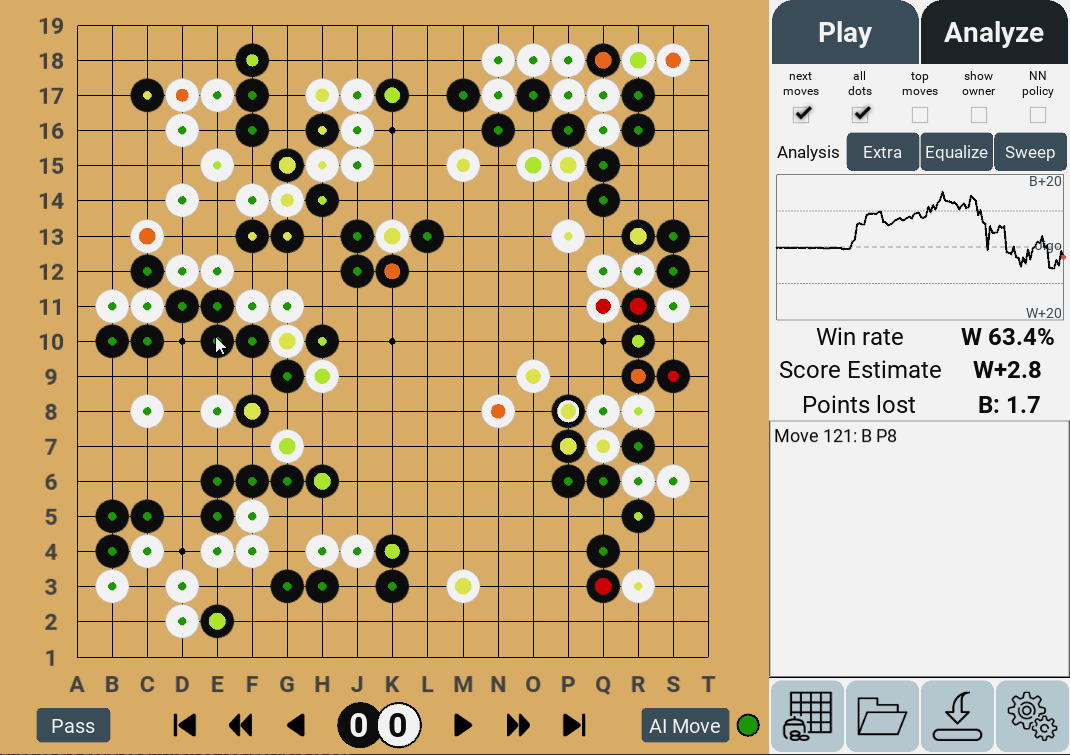 Play
Analyze
next moves
all dots
top moves
show owner
NN policy
Analysis
Extra
Equalize
Sweep
B+20
Jigo
W+20
Win rate W 63.4%
Score Estimate W+2.8
Points lost B: 1.7
Move 121: B P8
19
18
17
16
15
14
13
12
11
10
9
8
7
6
5
4
3
2
1
A B C D E F G H J K L M N O P Q R S T
Pass
0 0
AI Move